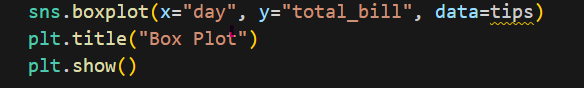 sns.boxplot(x="day", y="total_bill", data=tips)
plt.title("Box Plot")
plt.show()